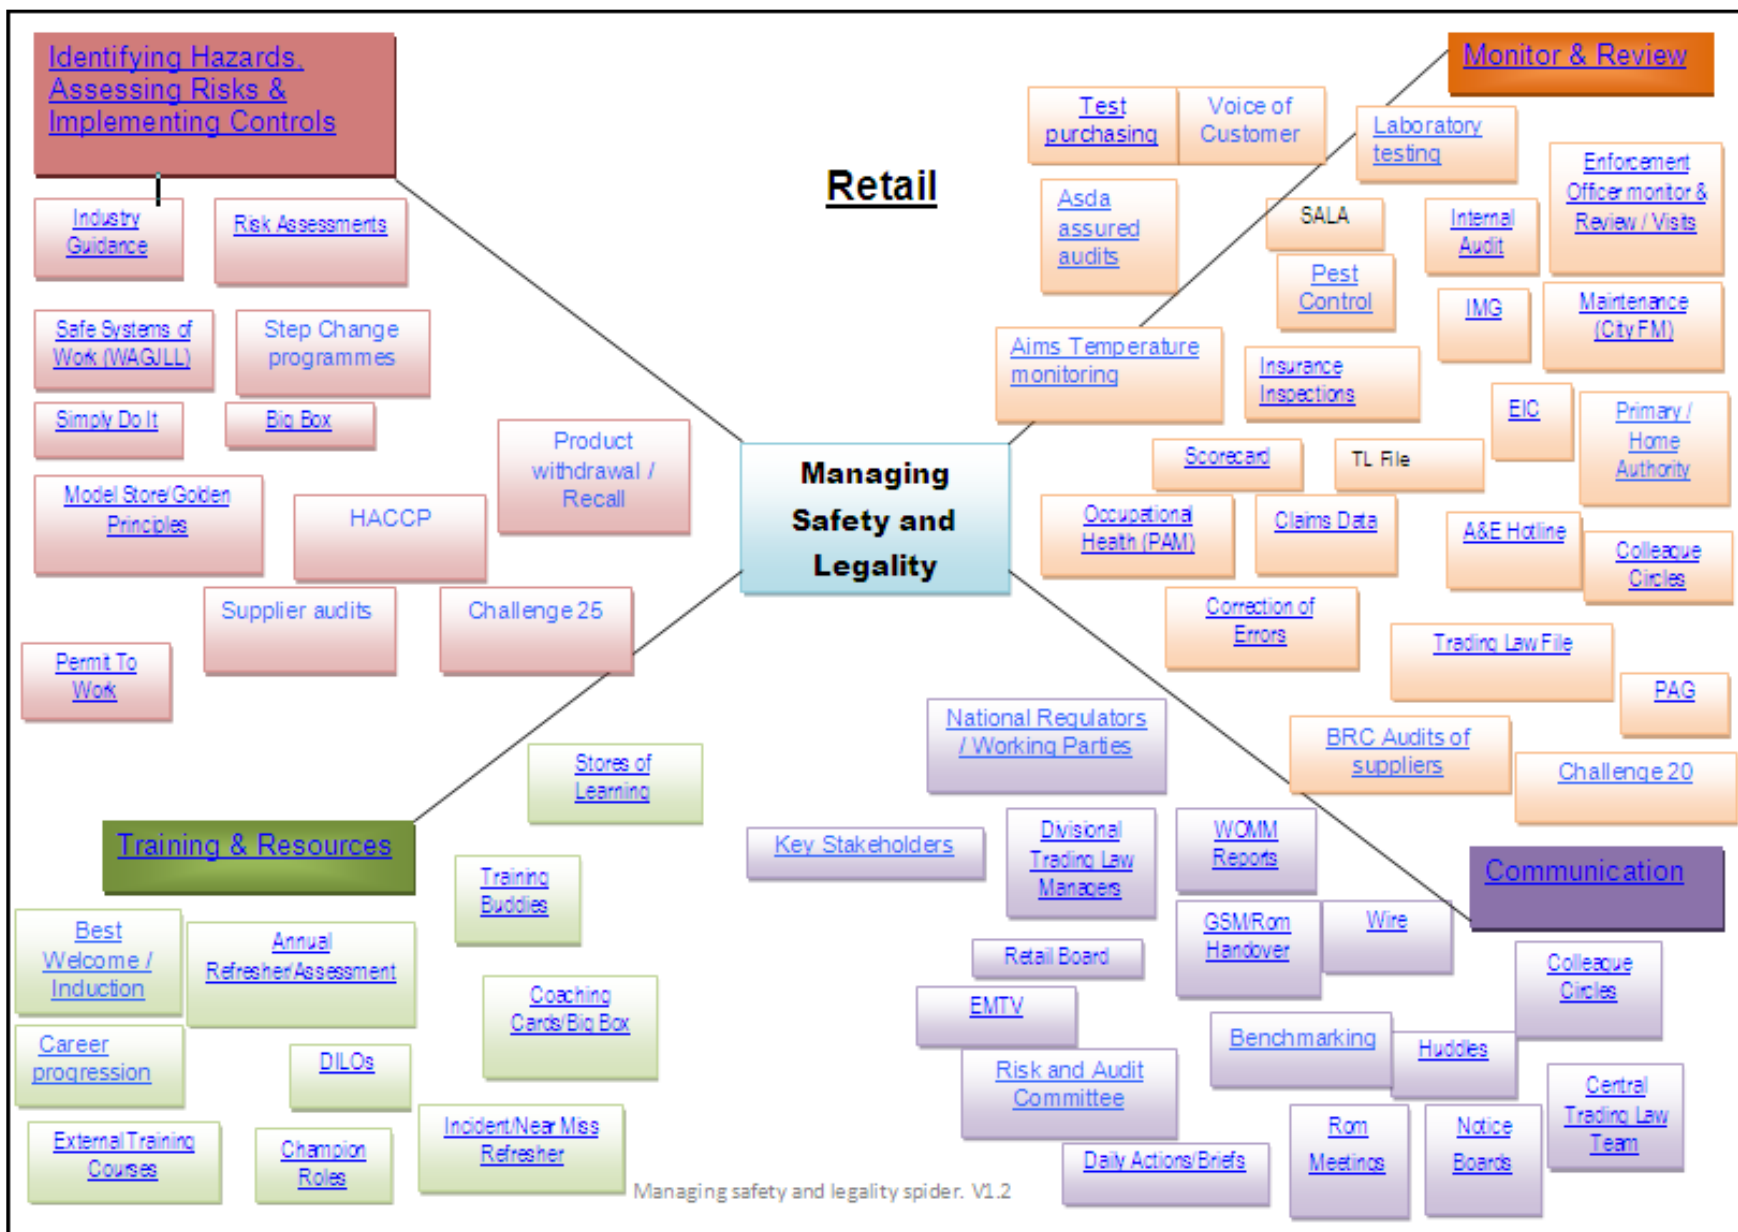 Identifying Hazards,
Assessing Risks &
Implementing Controls
Industry
Guidance
Risk Assessments
Safe Systems of
Work (WAGJLL)
Step Change
programmes
Simply Do It
Big Box
Product
withdrawal /
Recall
Model Store/Golden
Principles
HACCP
Supplier audits
Challenge 25
Permit To
Work
Retail
Managing
Safety and
Legality
Monitor & Review
Test
purchasing
Voice of
Customer
Laboratory
testing
Enforcement
Officer monitor &
Review / Visits
Asda
assured
audits
SALA
Internal
Audit
Pest
Control
IMG
Maintenance
(City FM)
Aims Temperature
monitoring
Insurance
Inspections
EIC
Primary /
Home
Authority
Scorecard
TL File
Occupational
Health (PAM)
Claims Data
A&E Hotline
Colleague
Circles
Correction of
Errors
Trading Law File
PAG
BRC Audits of
suppliers
Challenge 20
Training & Resources
Stores of
Learning
Training
Buddies
Best
Welcome /
Induction
Annual
Refresher/Assessment
Coaching
Cards/Big Box
Career
progression
DILOs
External Training
Courses
Champion
Roles
Incident/Near Miss
Refresher
Communication
National Regulators
/ Working Parties
Key Stakeholders
Divisional
Trading Law
Managers
WOMM
Reports
GSM/Rom
Handover
Wire
Retail Board
Colleague
Circles
EMTV
Benchmarking
Huddles
Risk and Audit
Committee
Central
Trading Law
Team
Rom
Meetings
Notice
Boards
Daily Actions/Briefs
Managing safety and legality spider. V1.2